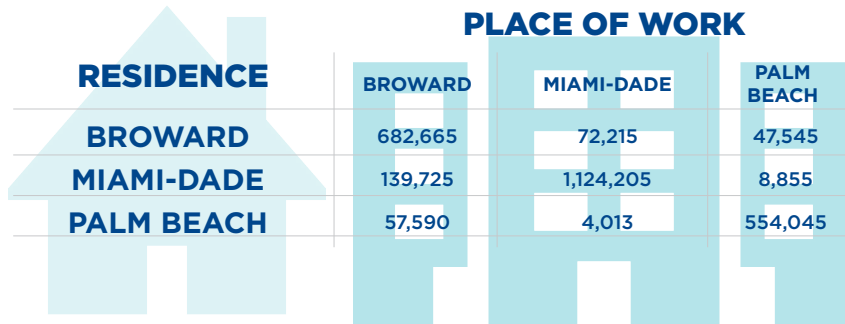 PLACE OF WORK
RESIDENCE BROWARD MIAMI-DADE PALM BEACH
BROWARD 682,665 72,215 47,545
MIAMI-DADE 139,725 1,124,205 8,855
PALM BEACH 57,590 4,013 554,045